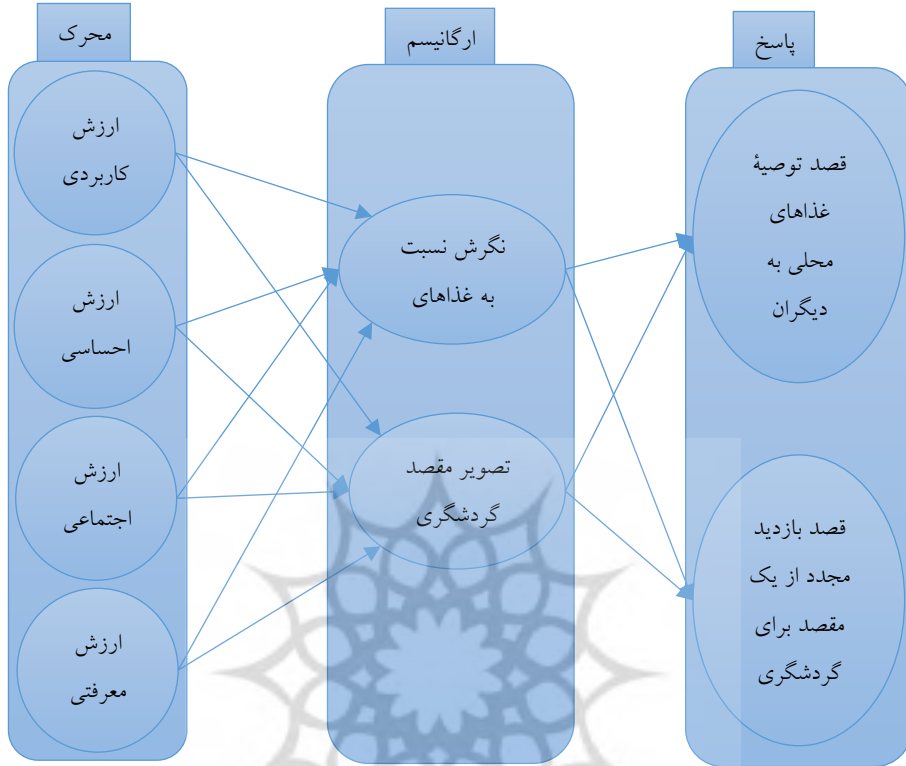 محرک
ارگانیسم
پاسخ
ارزش
کاربردی
ارزش
احساسی
ارزش
اجتماعی
ارزش
معرفتی
نگرش نسبت
به غذاهای
تصویر مقصد
گردشگری
قصد توصیهٔ
غذاهای
محلی به
دیگران
قصد بازدید
مجدد از یک
مقصد برای
گردشگری